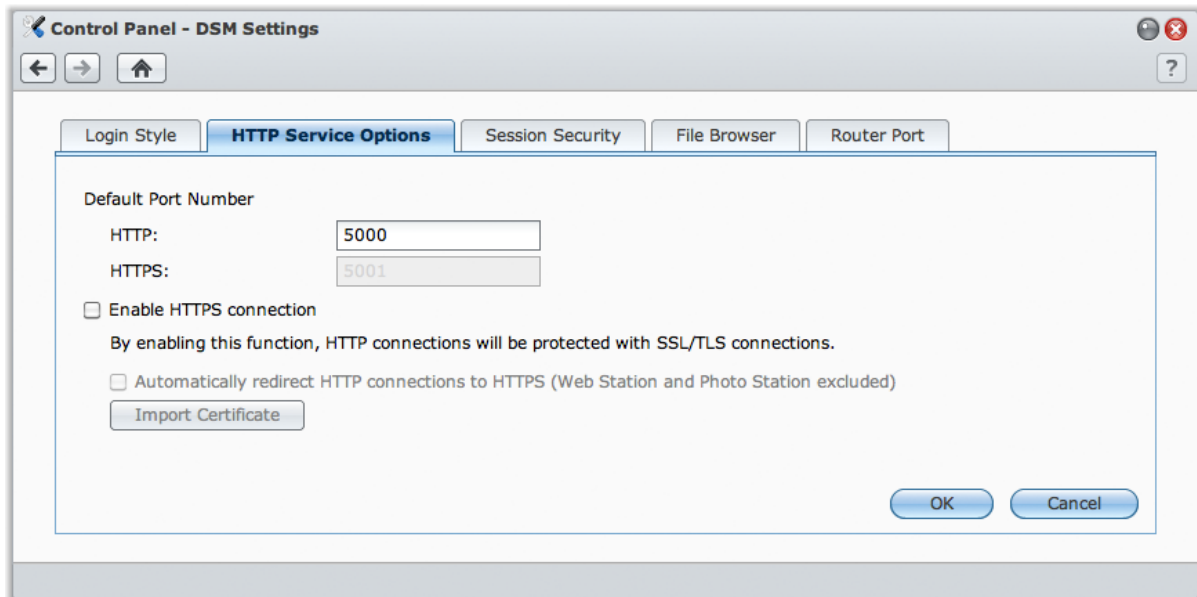 Control Panel - DSM Settings
?
Login Style HTTP Service Options Session Security File Browser Router Port
Default Port Number
HTTP: 5000
HTTPS: 5001
Enable HTTPS connection
By enabling this function, HTTP connections will be protected with SSL/TLS connections.
Automatically redirect HTTP connections to HTTPS (Web Station and Photo Station excluded)
Import Certificate
OK Cancel